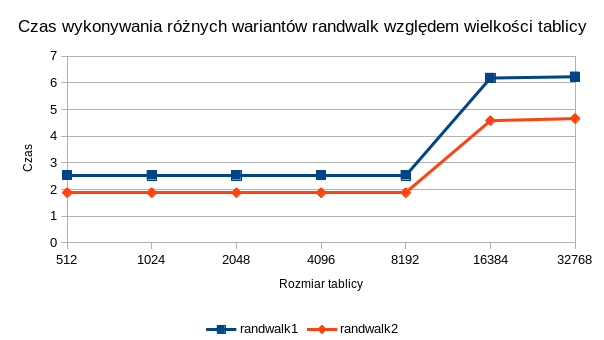 Czas wykonywania różnych wariantów randwalk względem wielkości tablicy
7
6
5
4
3
2
1
0
Czas
512 1024 2048 4096 8192 16384 32768
Rozmiar tablicy
randwalk1 randwalk2